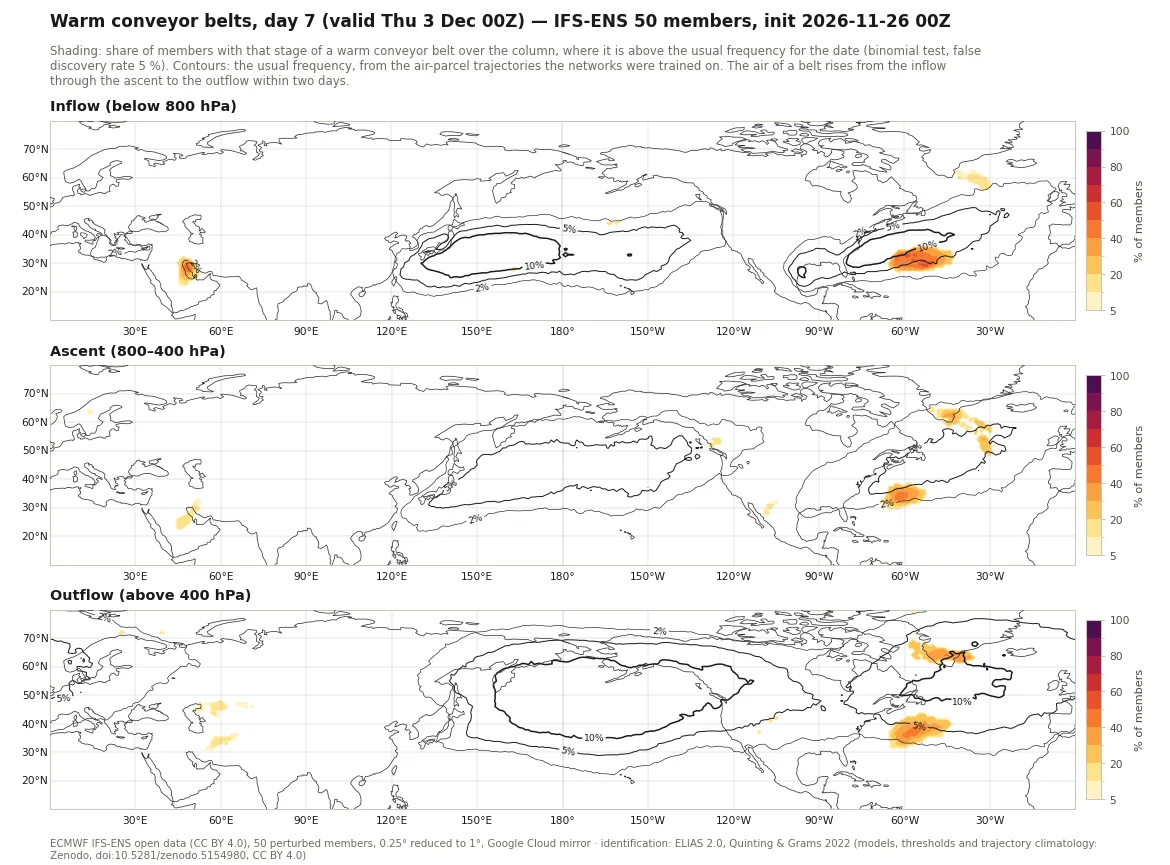 Warm conveyor belts, day 7 (valid Thu 3 Dec 00Z) — IFS-ENS 50 members, init 2026-11-26 00Z
Shading: share of members with that stage of a warm conveyor belt over the column, where it is above the usual frequency for the date (binomial test, false
discovery rate 5 %). Contours: the usual frequency, from the air-parcel trajectories the networks were trained on. The air of a belt rises from the inflow
through the ascent to the outflow within two days.
Inflow (below 800 hPa)
70°N
60°N
50°N
40°N
30°N
20°N
2%
5%
10%
2%
2%
5%
10%
30°E 60°E 90°E 120°E 150°E 180° 150°W 120°W 90°W 60°W 30°W
100
80
60
40
20
5
% of members
Ascent (800–400 hPa)
70°N
60°N
50°N
40°N
30°N
20°N
2%
2%
30°E 60°E 90°E 120°E 150°E 180° 150°W 120°W 90°W 60°W 30°W
100
80
60
40
20
5
% of members
Outflow (above 400 hPa)
70°N
60°N
50°N
40°N
30°N
20°N
2%
5%
2%
10%
5%
10%
5%
30°E 60°E 90°E 120°E 150°E 180° 150°W 120°W 90°W 60°W 30°W
100
80
60
40
20
5
% of members
ECMWF IFS-ENS open data (CC BY 4.0), 50 perturbed members, 0.25° reduced to 1°, Google Cloud mirror · identification: ELIAS 2.0, Quinting & Grams 2022 (models, thresholds and trajectory climatology:
Zenodo, doi:10.5281/zenodo.5154980, CC BY 4.0)